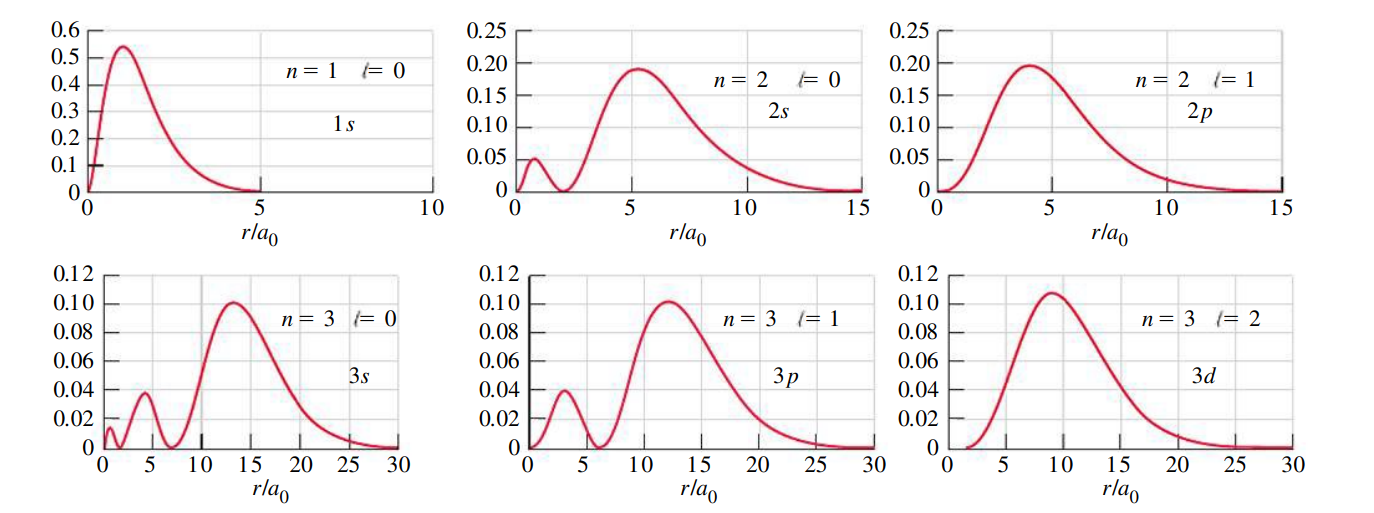 0.6
0.5
0.4
0.3
0.2
0.1
0
n = 1 l = 0
1s
0 5 10
r/a0
0.25
0.20
0.15
0.10
0.05
0
n = 2 l = 0
2s
0 5 10 15
r/a0
0.25
0.20
0.15
0.10
0.05
0
n = 2 l = 1
2p
0 5 10 15
r/a0
0.12
0.10
0.08
0.06
0.04
0.02
0
n = 3 l = 0
3s
0 5 10 15 20 25 30
r/a0
0.12
0.10
0.08
0.06
0.04
0.02
0
n = 3 l = 1
3p
0 5 10 15 20 25 30
r/a0
0.12
0.10
0.08
0.06
0.04
0.02
0
n = 3 l = 2
3d
0 5 10 15 20 25 30
r/a0